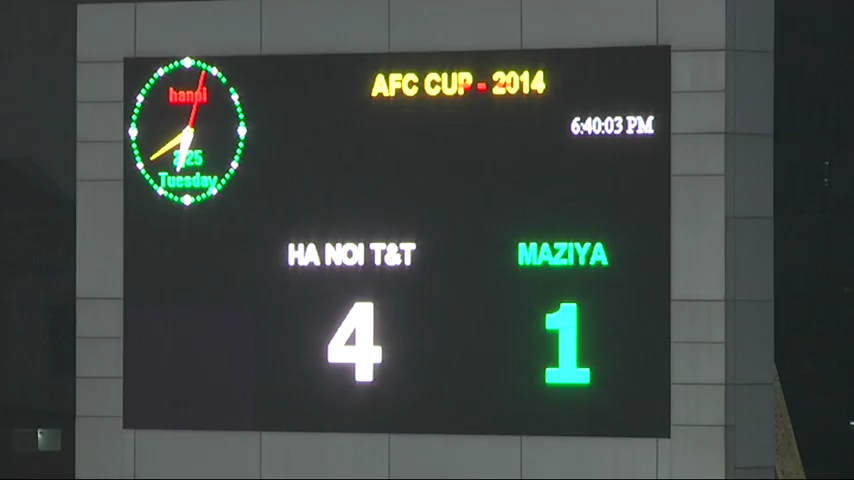 AFC CUP - 2014
hanoi
6:40:03 PM
3/25
Tuesday
HA NOI T&T
MAZIYA
4
1